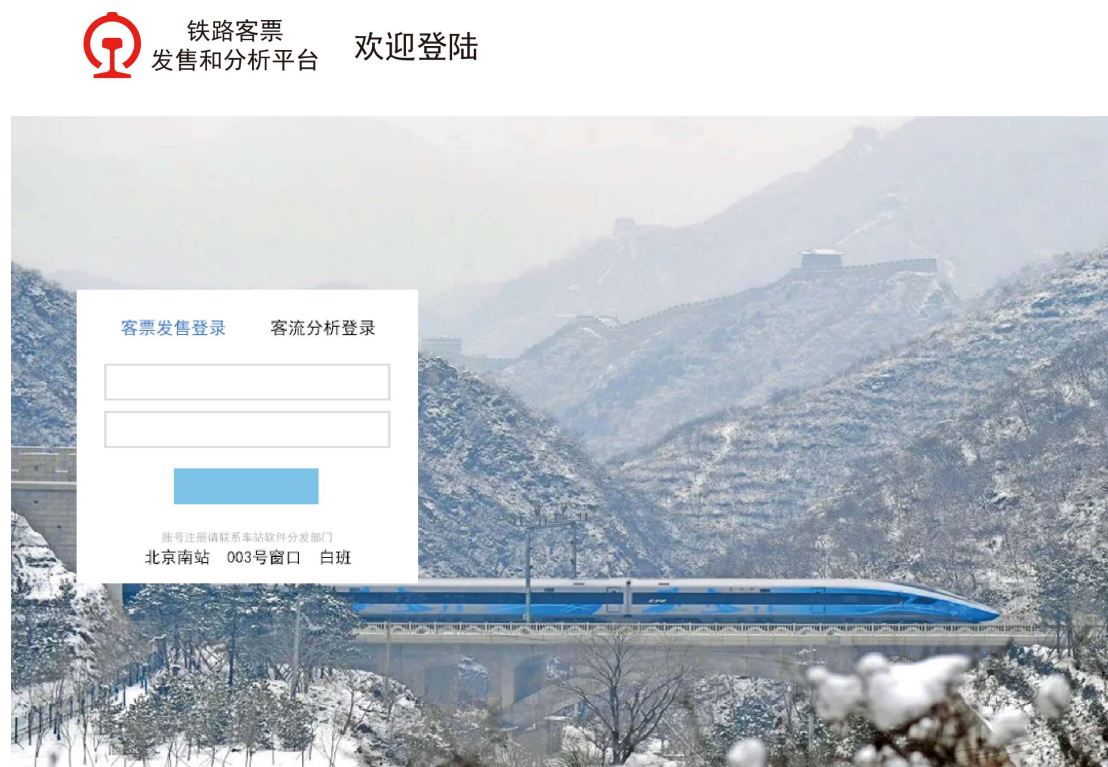 铁路客票
发售和分析平台
欢迎登陆
客票发售登录 客流分析登录
账号注册请联系车站软件分发部门
北京南站 003号窗口 白班